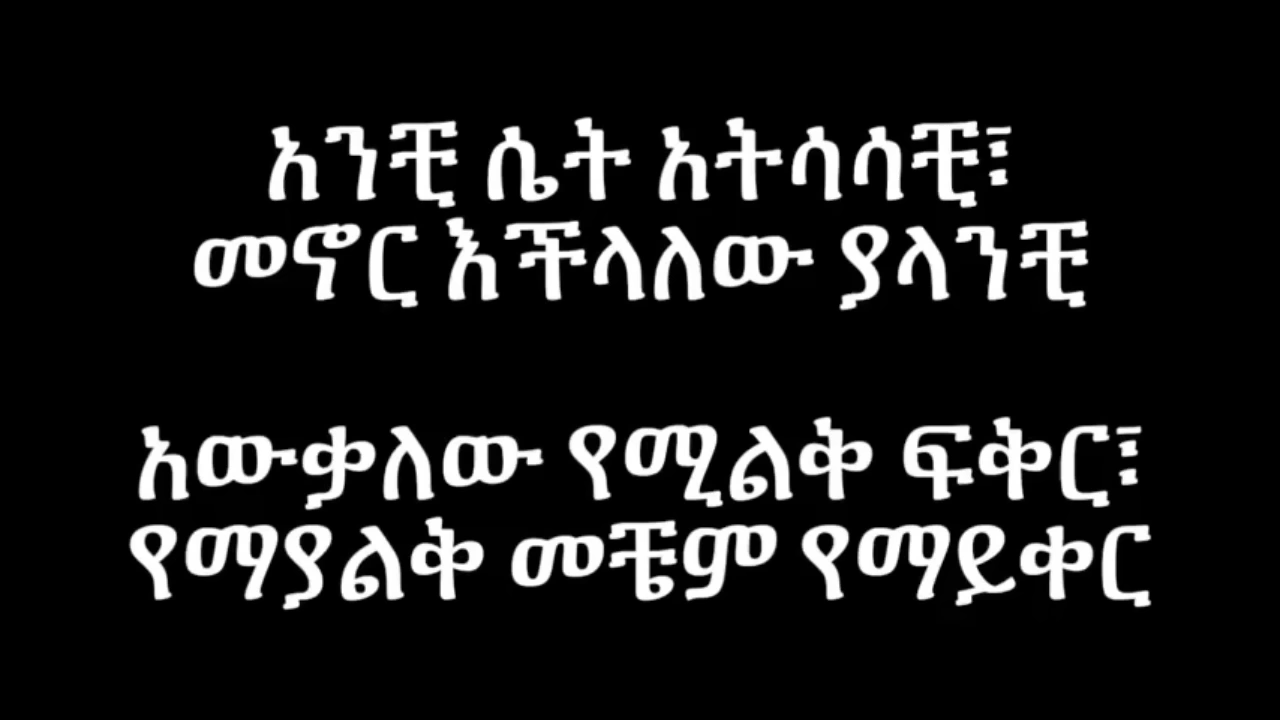 አንቺ ሴት አትሳሳቺ፣
መኖር እችላለው ያላንቺ
አውቃለው የሚልቅ ፍቅር፣
የማያልቅ መቼም የማይቀር